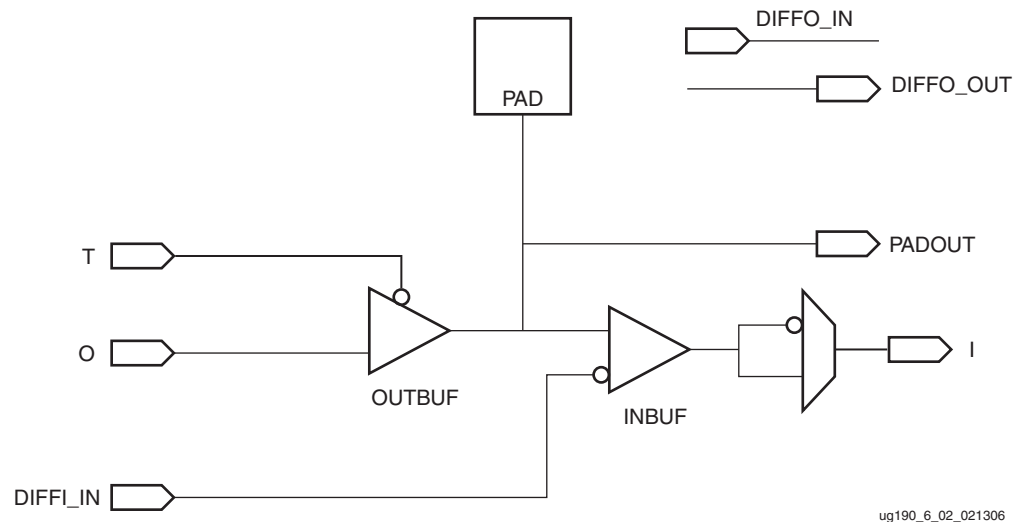 DIFFO_IN
DIFFO_OUT
PAD
T
PADOUT
O
I
OUTBUF
INBUF
DIFFI_IN
ug190_6_02_021306